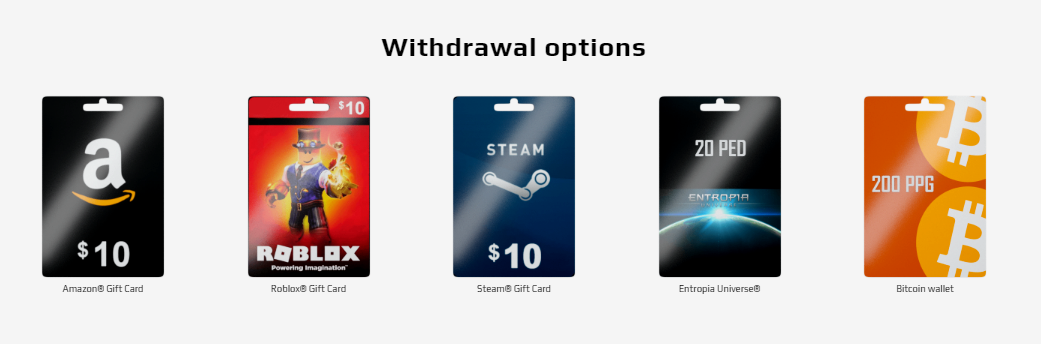 Withdrawal options
a
$10
Amazon® Gift Card
$10
ROBLOX
Powering Imagination™
Roblox® Gift Card
STEAM
$10
Steam® Gift Card
20 PED
ENTROPIA
Entropia Universe®
200 PPG
Bitcoin wallet